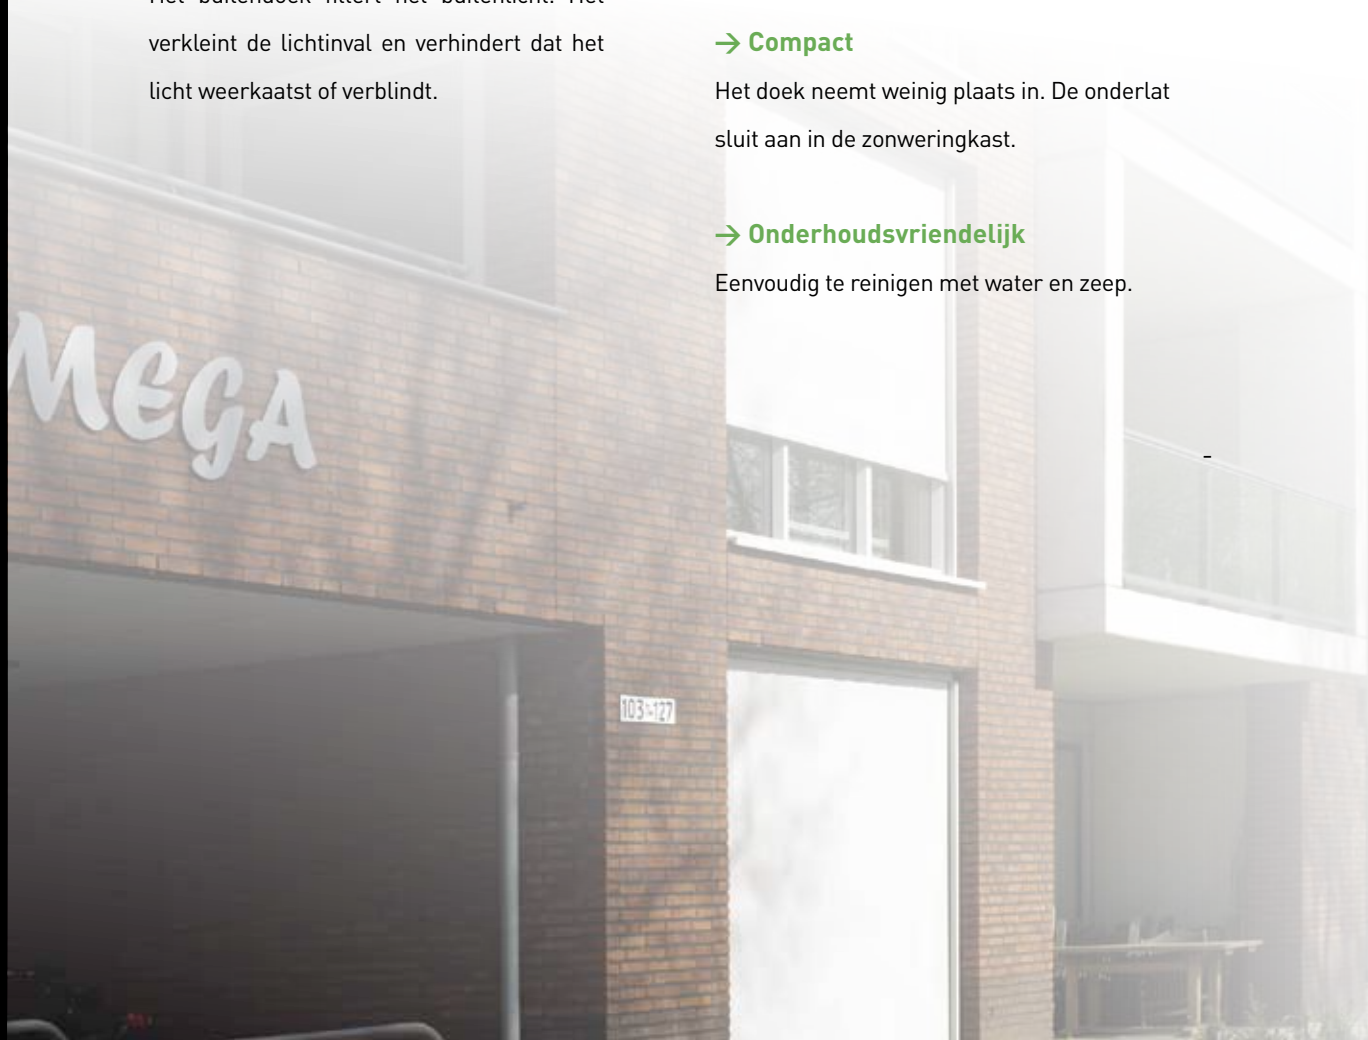 verkleint de lichtinval en verhindert dat het
licht weerkaatst of verblindt.
→ Compact
Het doek neemt weinig plaats in. De onderlat
sluit aan in de zonweringkast.
→ Onderhoudsvriendelijk
Eenvoudig te reinigen met water en zeep.
MEGA
-
103-127